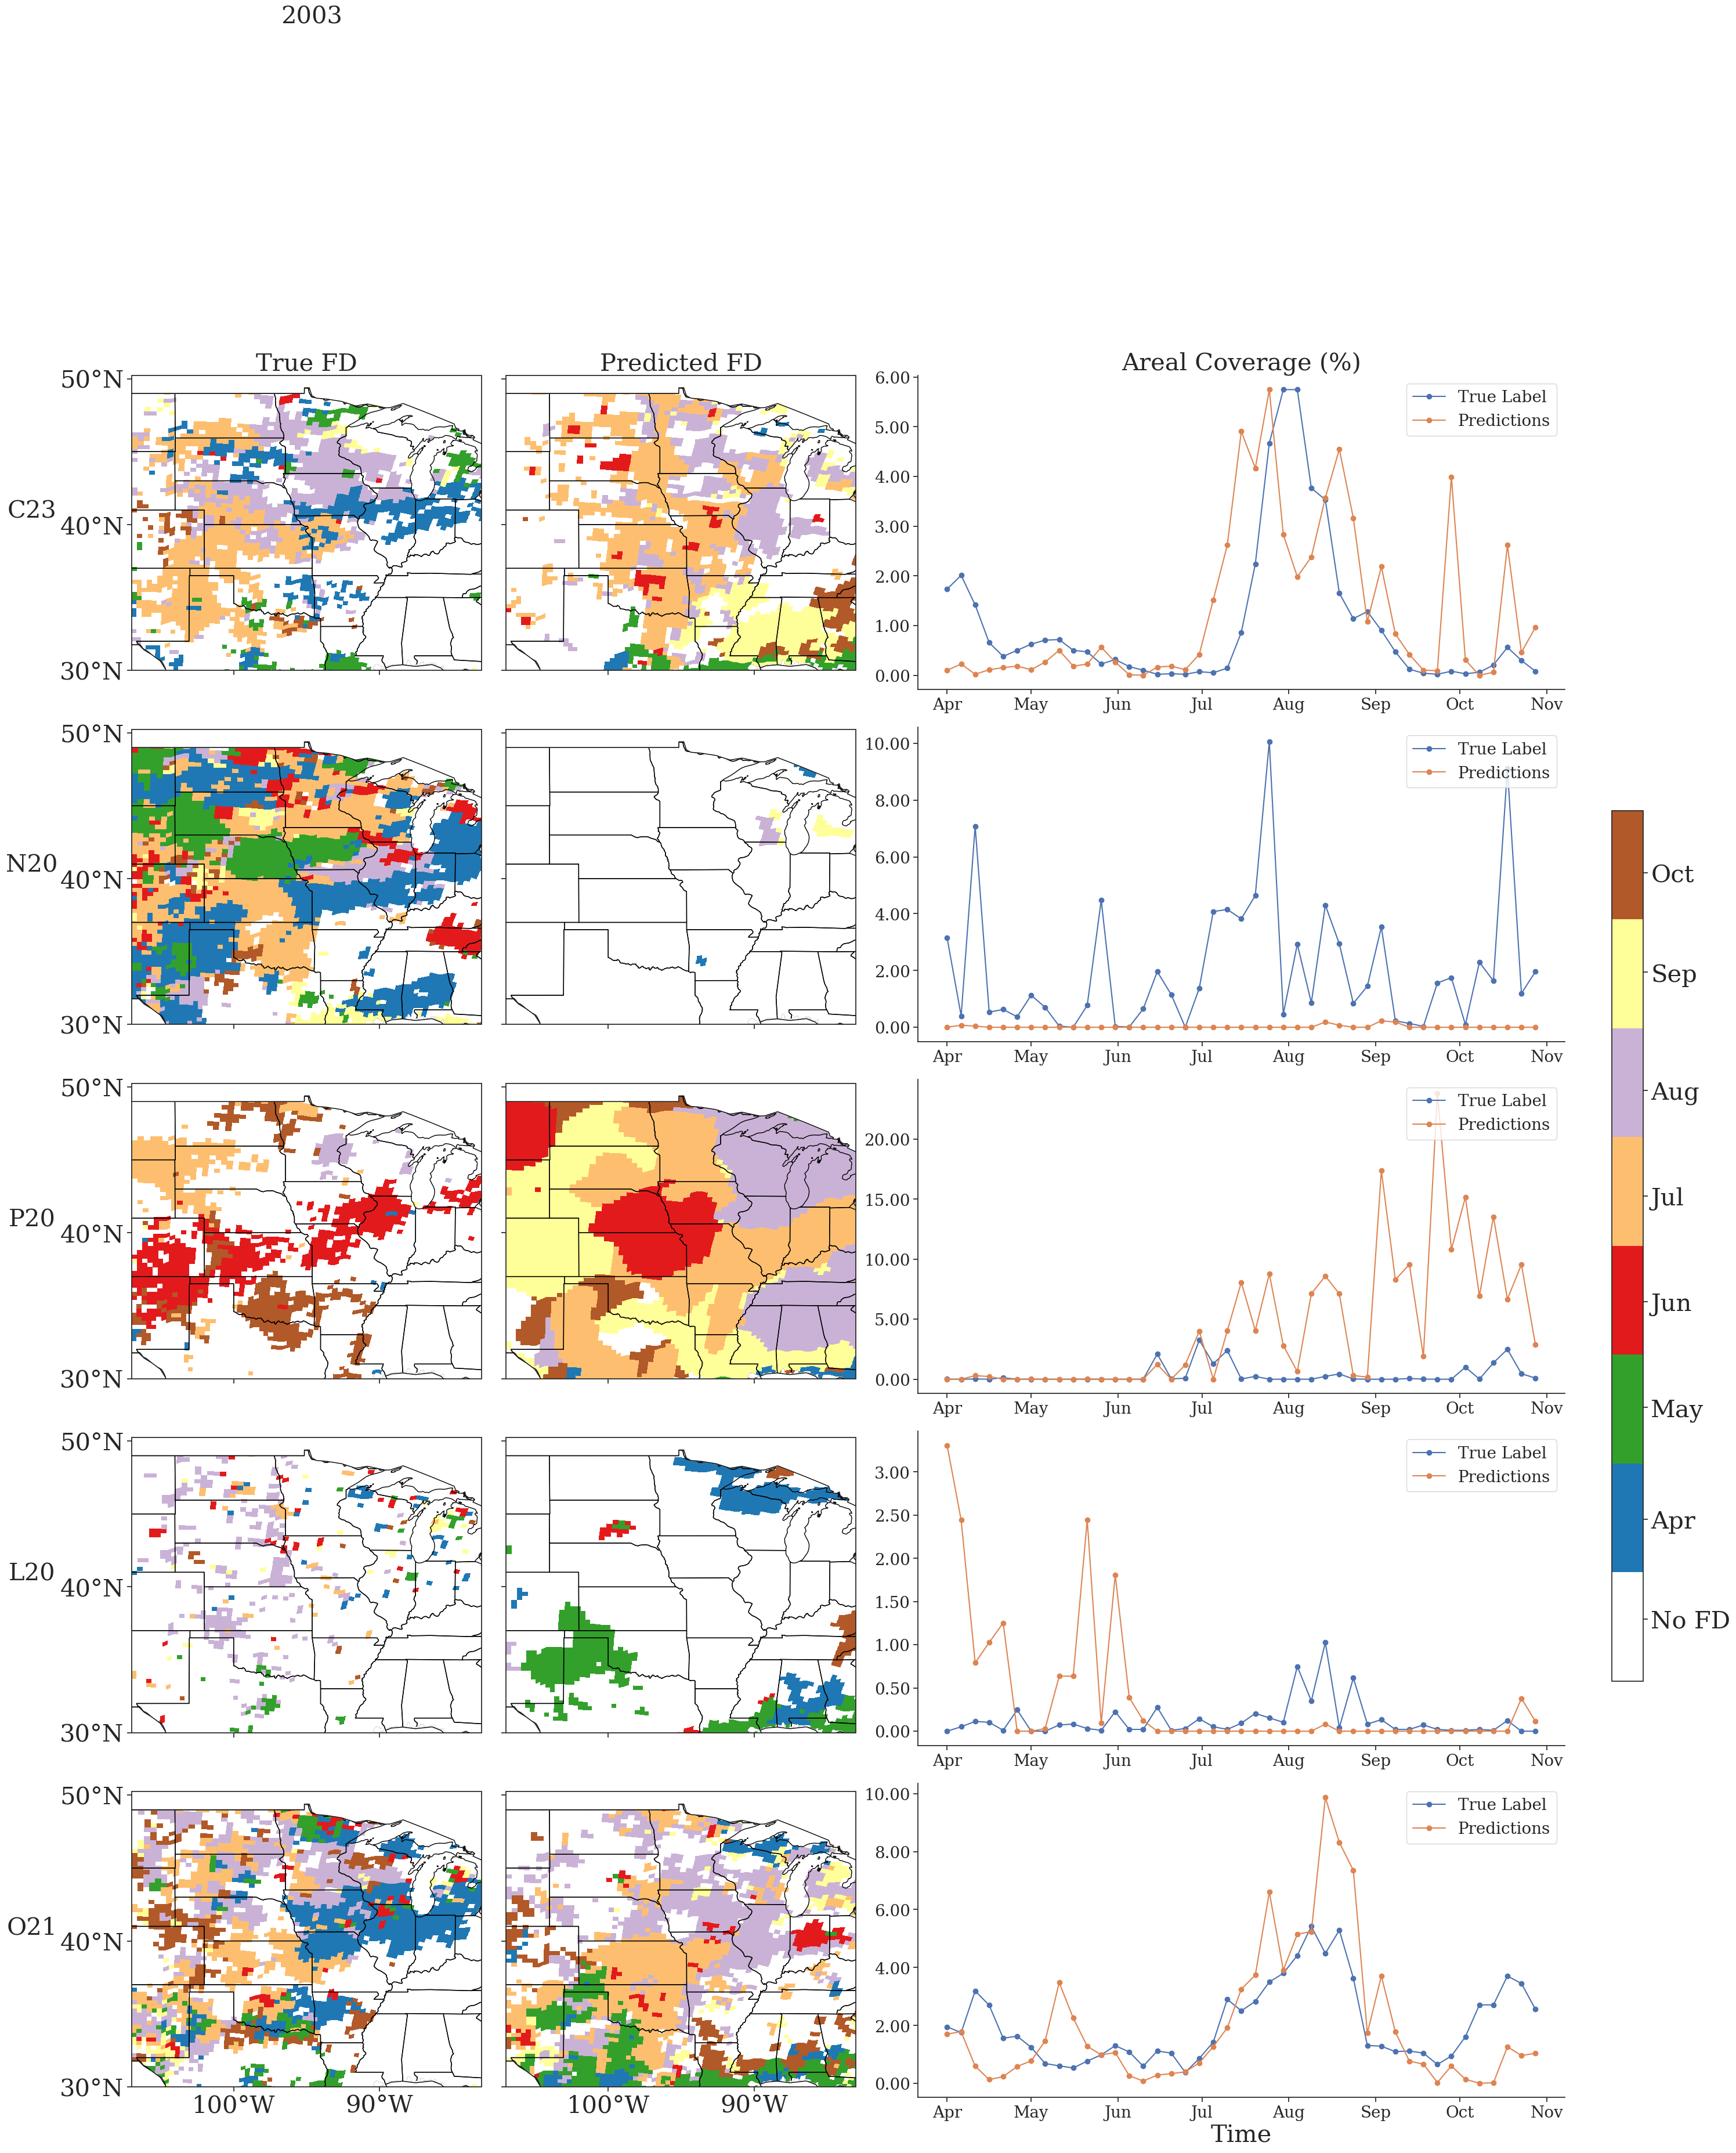 2003
True FD
Predicted FD
Areal Coverage (%)
C23
50°N
40°N
30°N
6.00
5.00
4.00
3.00
2.00
1.00
0.00
True Label
Predictions
Apr
May
Jun
Jul
Aug
Sep
Oct
Nov
N20
50°N
40°N
30°N
10.00
8.00
6.00
4.00
2.00
0.00
True Label
Predictions
Apr
May
Jun
Jul
Aug
Sep
Oct
Nov
P20
50°N
40°N
30°N
20.00
15.00
10.00
5.00
0.00
True Label
Predictions
Apr
May
Jun
Jul
Aug
Sep
Oct
Nov
L20
50°N
40°N
30°N
3.00
2.50
2.00
1.50
1.00
0.50
0.00
True Label
Predictions
Apr
May
Jun
Jul
Aug
Sep
Oct
Nov
O21
50°N
40°N
30°N
100°W
90°W
100°W
90°W
10.00
8.00
6.00
4.00
2.00
0.00
True Label
Predictions
Apr
May
Jun
Jul
Aug
Sep
Oct
Nov
Time
Oct
Sep
Aug
Jul
Jun
May
Apr
No FD